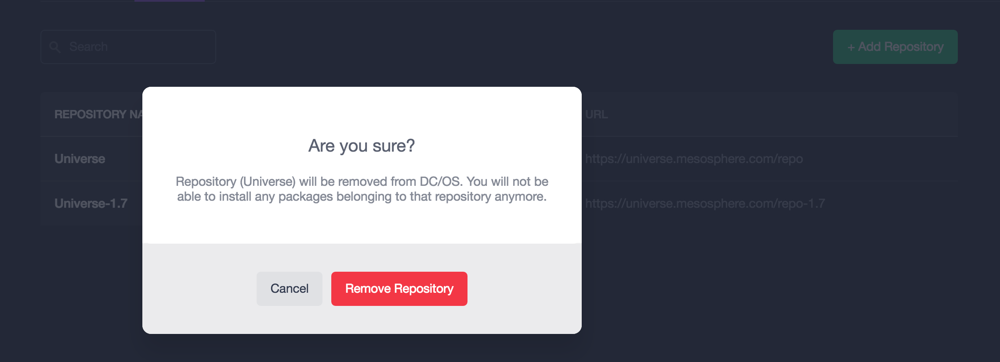 Search
+ Add Repository
REPOSITORY NA
URL
Are you sure?
Universe
https://universe.mesosphere.com/repo
Repository (Universe) will be removed from DC/OS. You will not be
able to install any packages belonging to that repository anymore.
Universe-1.7
https://universe.mesosphere.com/repo-1.7
Cancel
Remove Repository